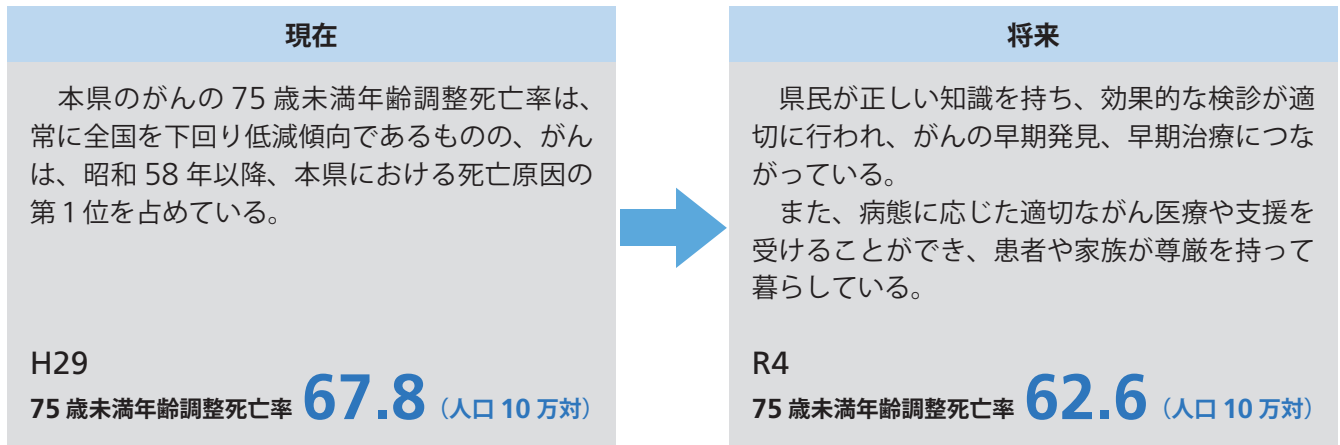 現在
本県のがんの 75 歳未満年齢調整死亡率は、
常に全国を下回り低減傾向であるものの、がん
は、昭和 58 年以降、本県における死亡原因の
第1位を占めている。
H29
75 歳未満年齢調整死亡率 67.8（人口 10 万対）
将来
県民が正しい知識を持ち、効果的な検診が適
切に行われ、がんの早期発見、早期治療につな
がっている。
また、病態に応じた適切ながん医療や支援を
受けることができ、患者や家族が尊厳を持って
暮らしている。
R4
75 歳未満年齢調整死亡率 62.6（人口 10 万対）